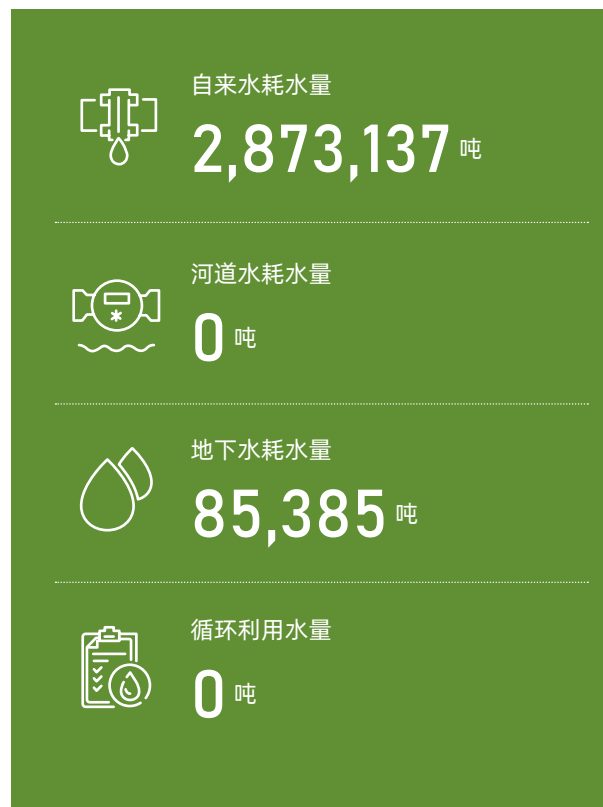 自来水耗水量
2,873,137 吨
河道水耗水量
0 吨
地下水耗水量
85,385 吨
循环利用水量
0 吨